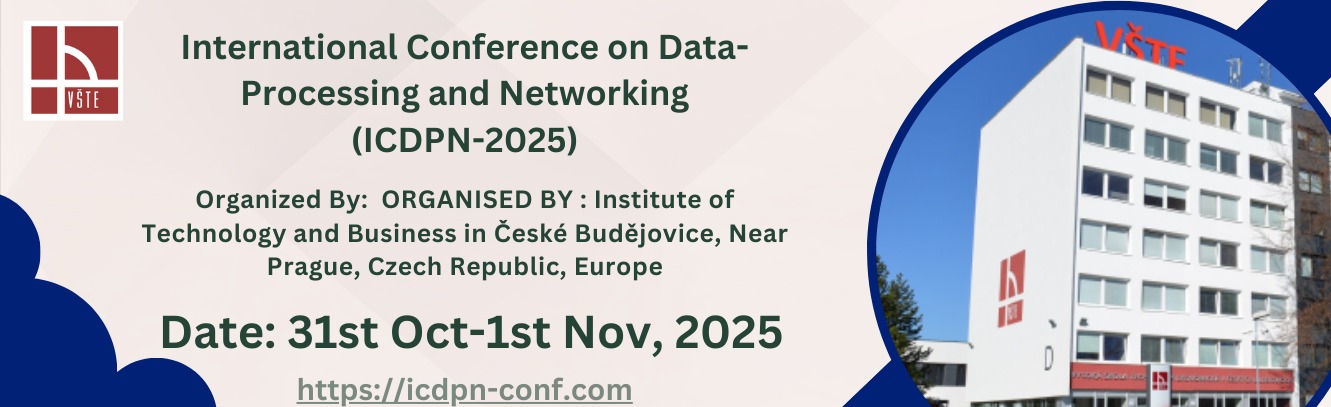 VŠTE
International Conference on Data-
Processing and Networking
(ICDPN-2025)
Organized By: ORGANISED BY : Institute of
Technology and Business in České Budějovice, Near
Prague, Czech Republic, Europe
Date: 31st Oct-1st Nov, 2025
https://icdpn-conf.com
VŠTE
VŠTE
D